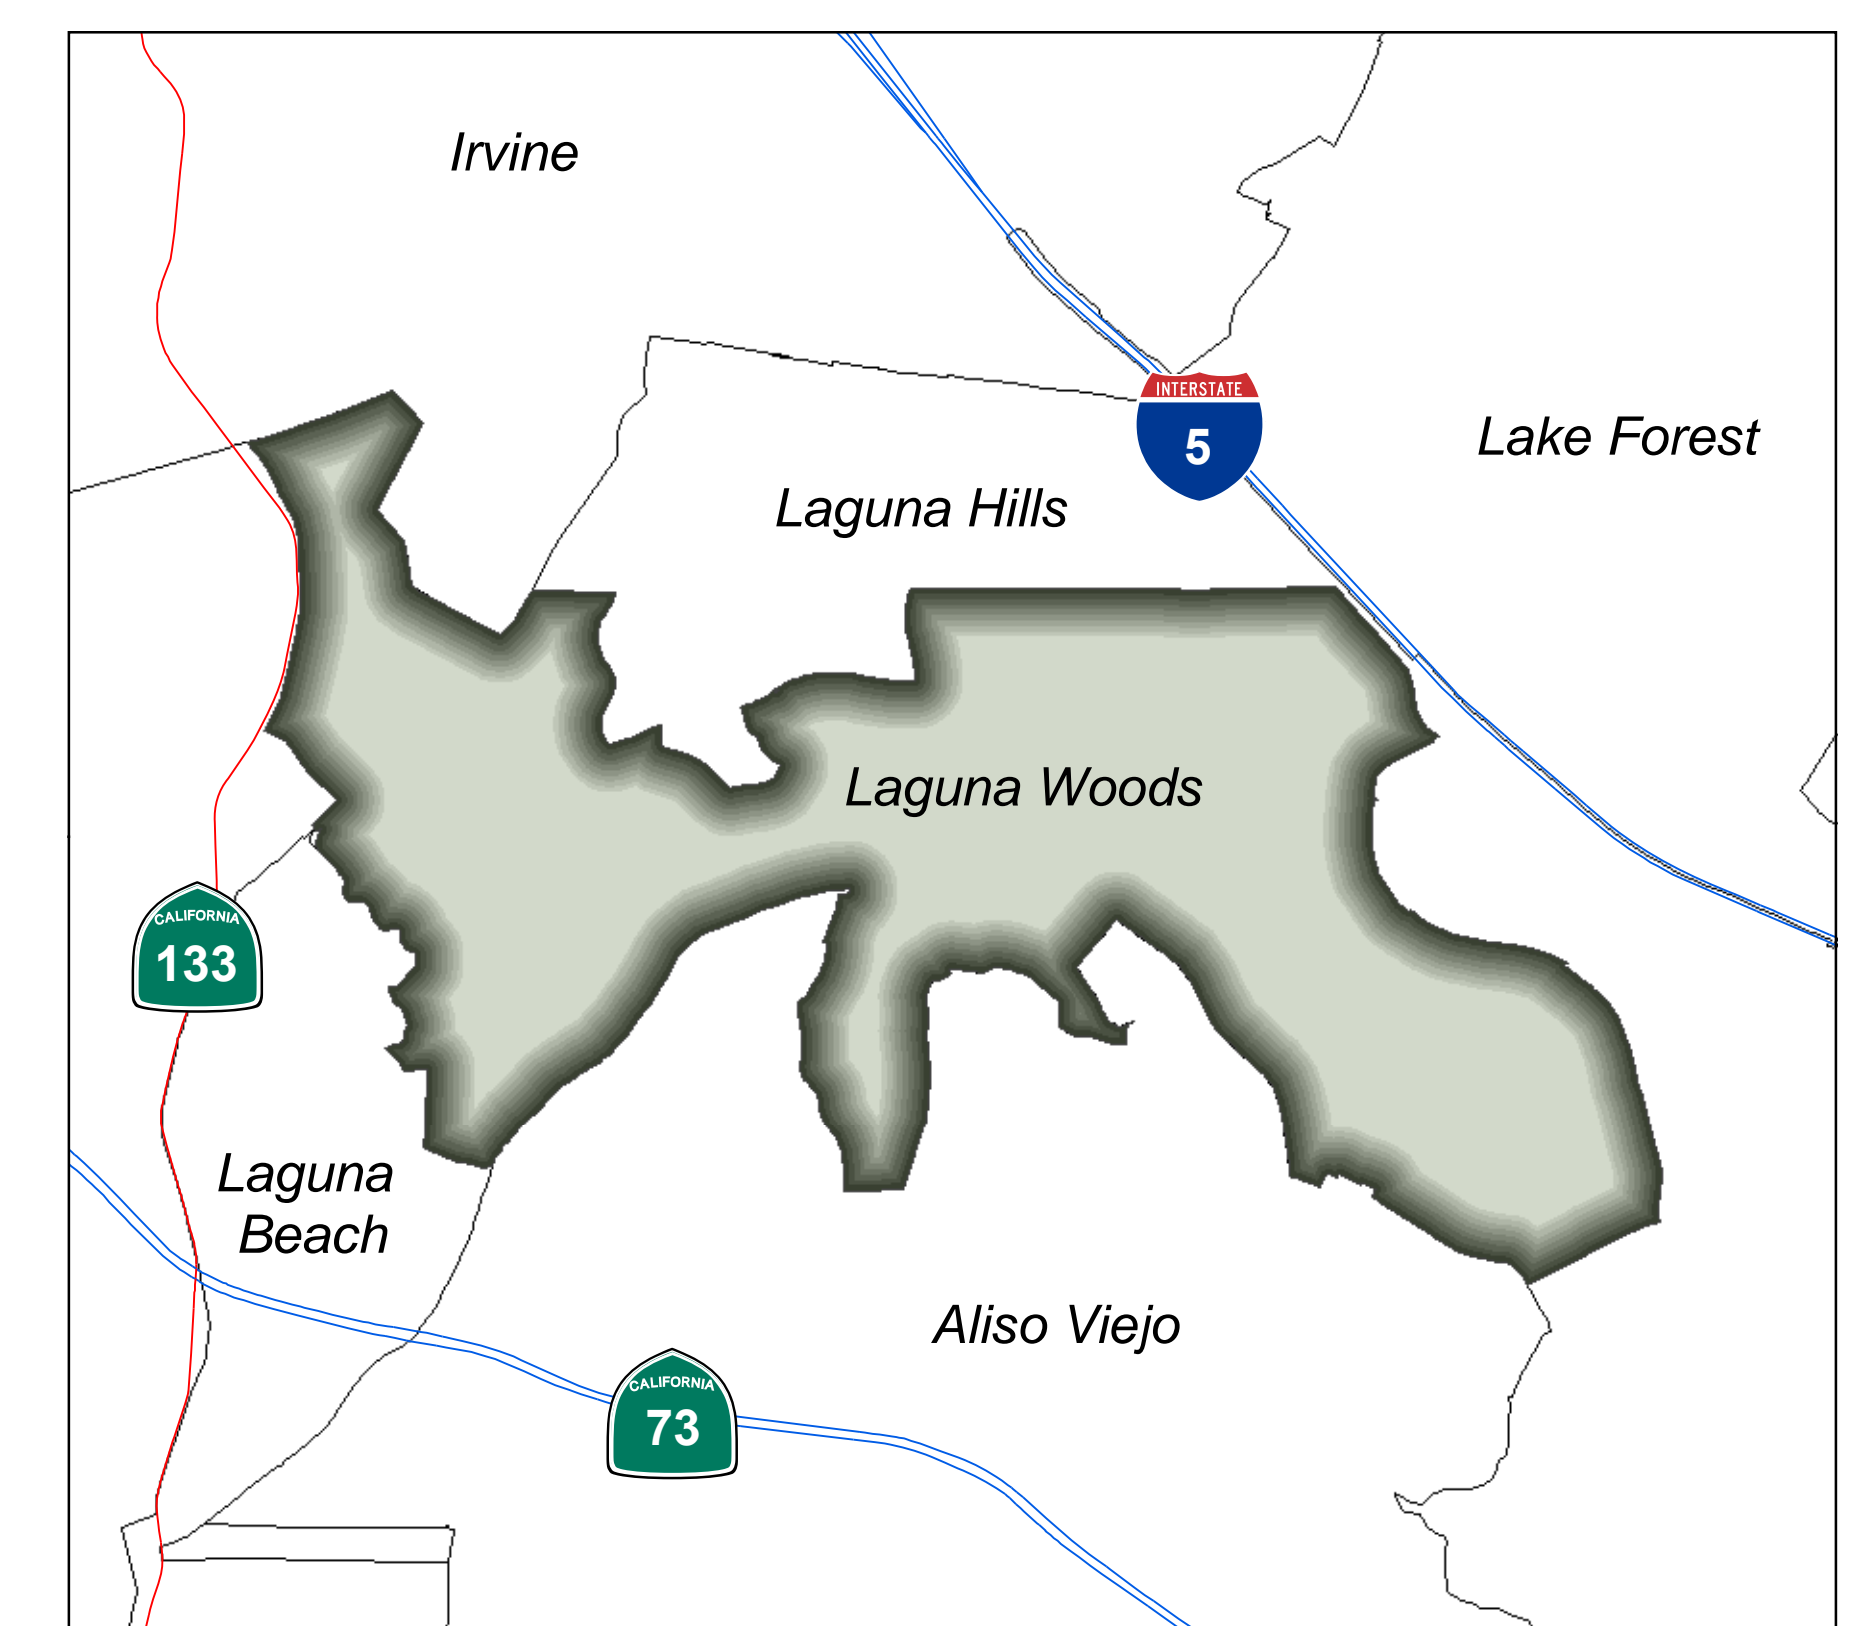 Irvine
INTERSTATE
5
Lake Forest
Laguna Hills
Laguna Woods
CALIFORNIA
133
Laguna
Beach
Aliso Viejo
CALIFORNIA
73